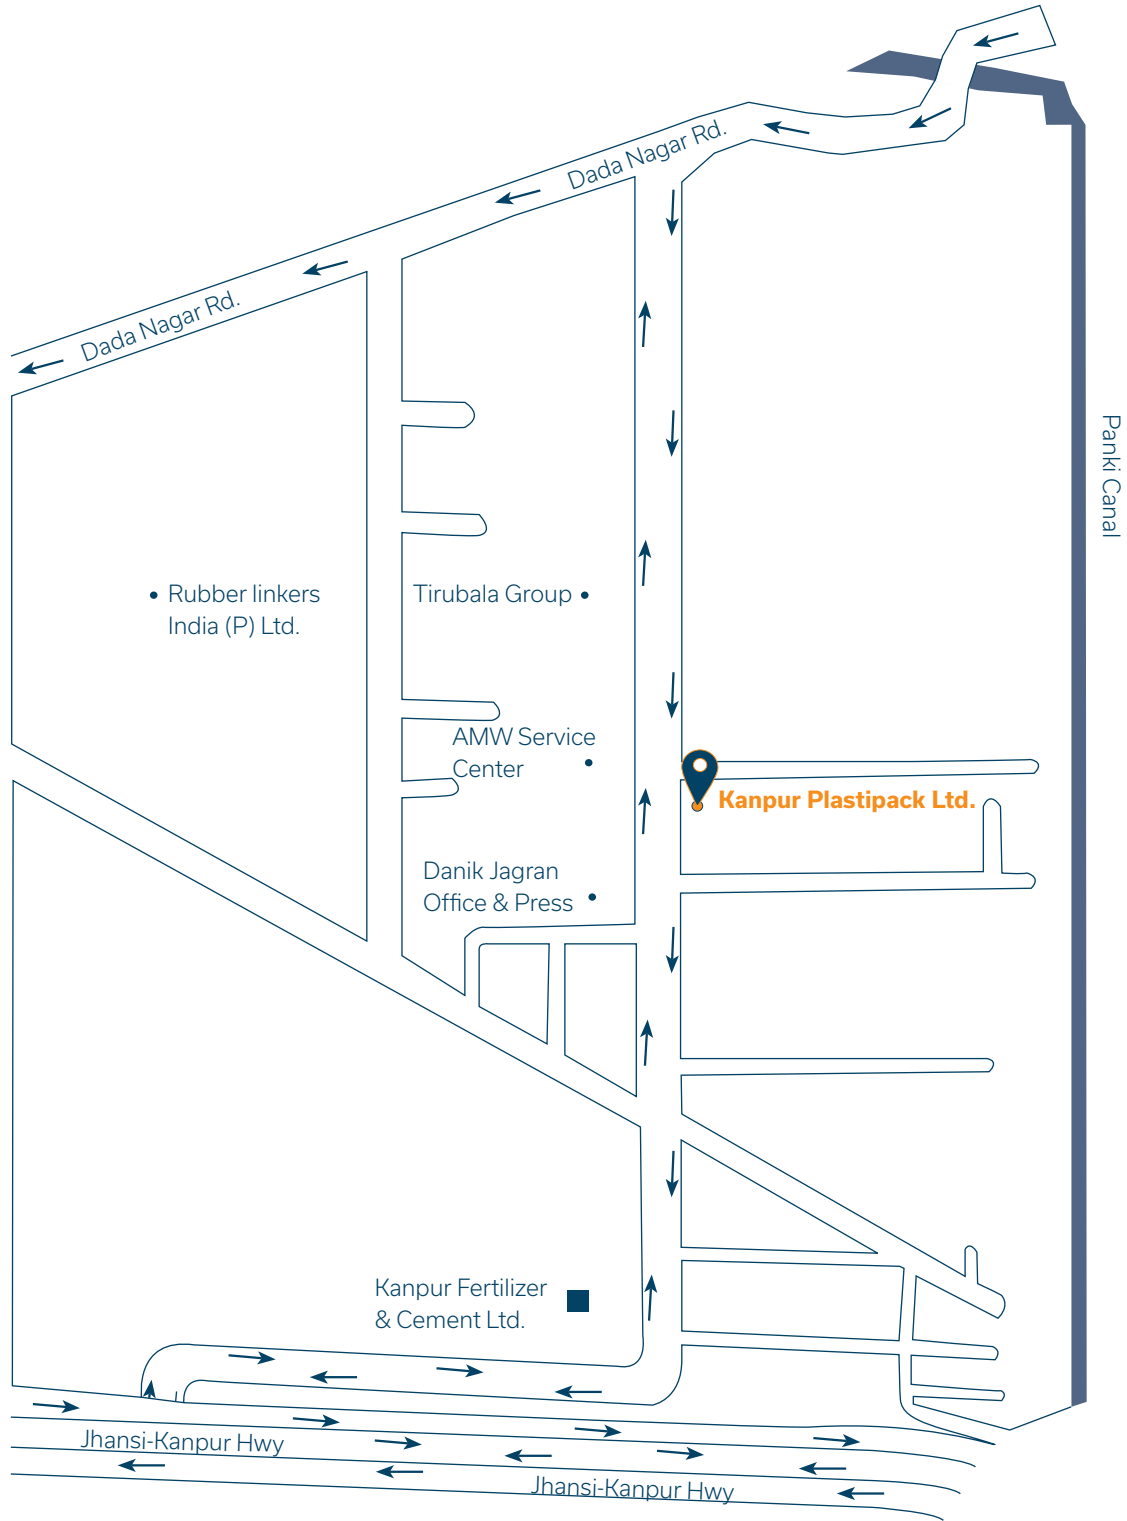 Dada Nagar Rd.
Dada Nagar Rd.
Panki Canal
Rubber linkers
India (P) Ltd.
Tirubala Group
AMW Service
Center
Kanpur Plastipack Ltd.
Danik Jagran
Office & Press
Kanpur Fertilizer
& Cement Ltd.
Jhansi-Kanpur Hwy
Jhansi-Kanpur Hwy